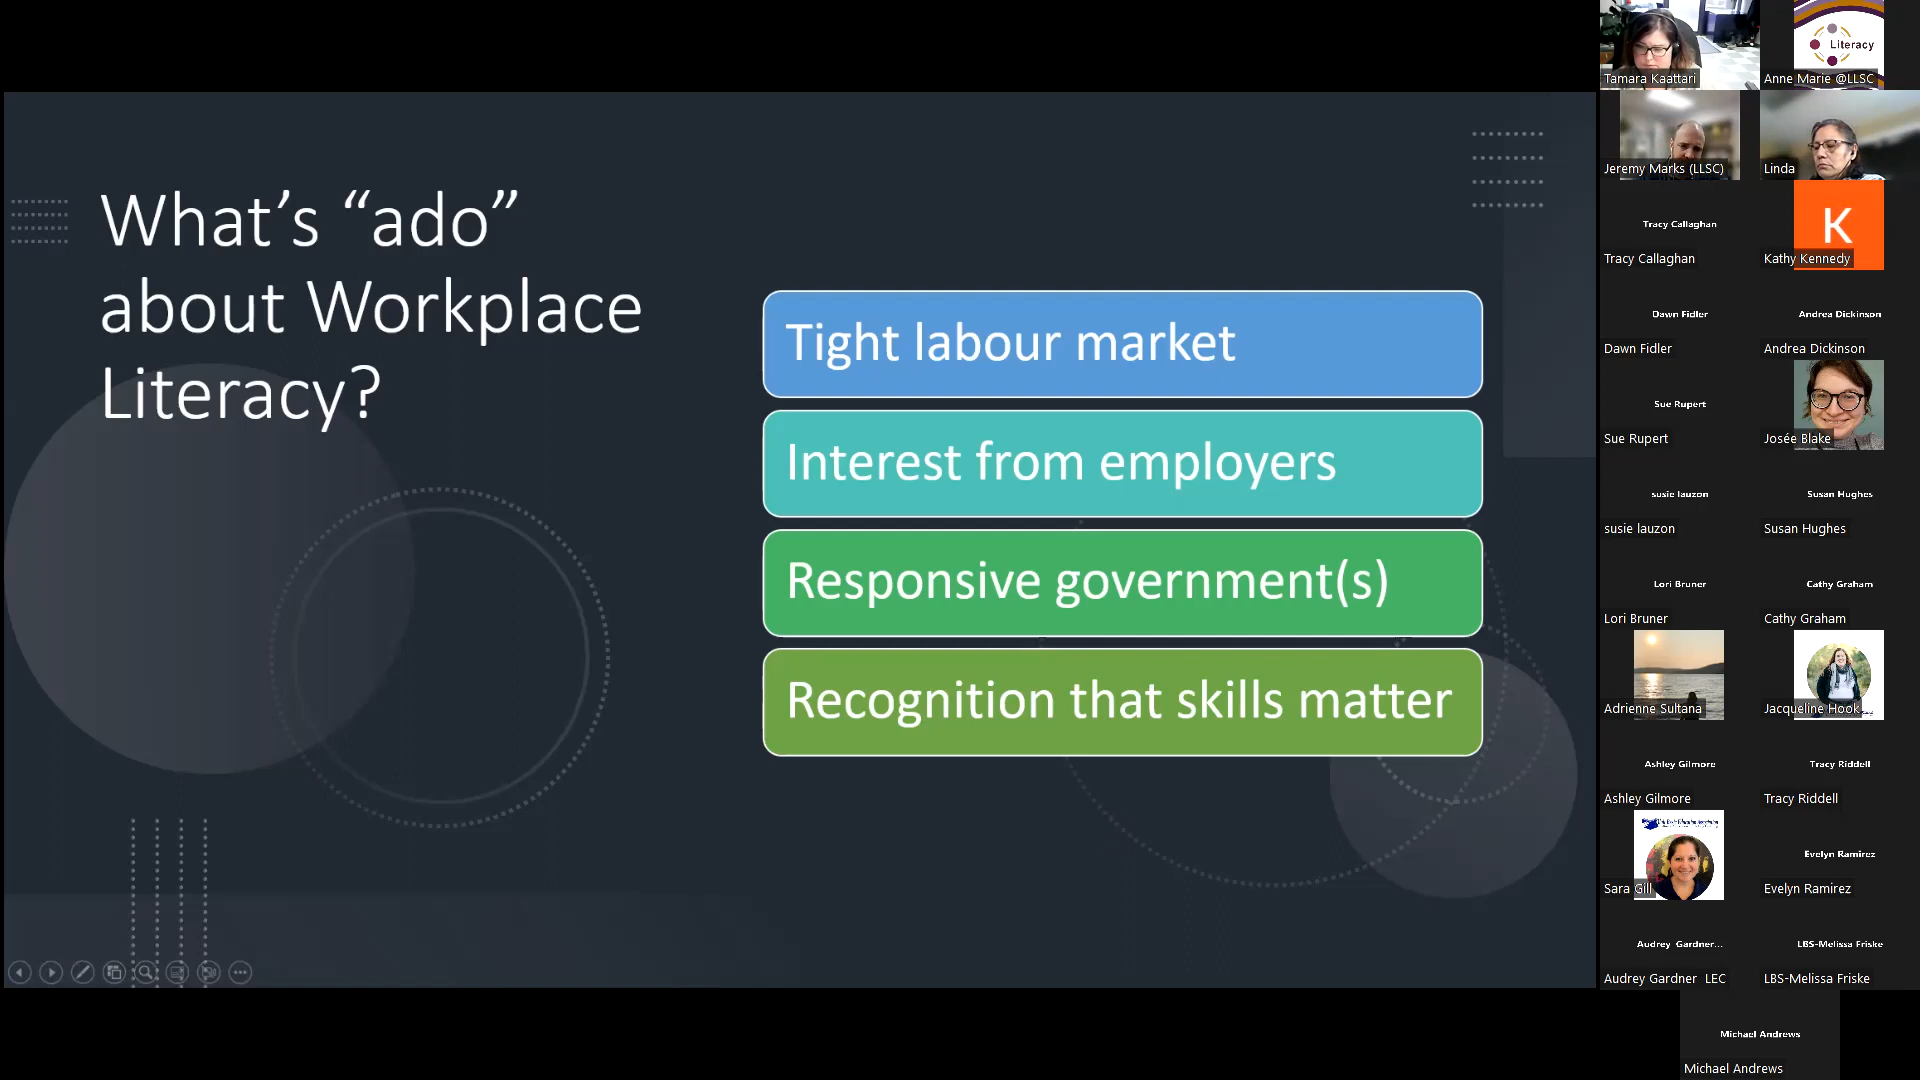 What’s “ado”
about Workplace
Literacy?
Tight labour market
Interest from employers
Responsive government(s)
Recognition that skills matter
Tamara Kaattari
Literacy
Anne Marie @LLSC
Jeremy Marks (LLSC)
Linda
Tracy Callaghan
Tracy Callaghan
K
Kathy Kennedy
Dawn Fidler
Dawn Fidler
Andrea Dickinson
Andrea Dickinson
Sue Rupert
Sue Rupert
Josée Blake
susie lauzon
susie lauzon
Susan Hughes
Susan Hughes
Lori Bruner
Lori Bruner
Cathy Graham
Cathy Graham
Adrienne Sultana
Jacqueline Hook
Ashley Gilmore
Ashley Gilmore
Tracy Riddell
Tracy Riddell
Sara Gill
Evelyn Ramirez
Evelyn Ramirez
Audrey Gardner...
Audrey Gardner LEC
LBS-Melissa Friske
LBS-Melissa Friske
Michael Andrews
Michael Andrews